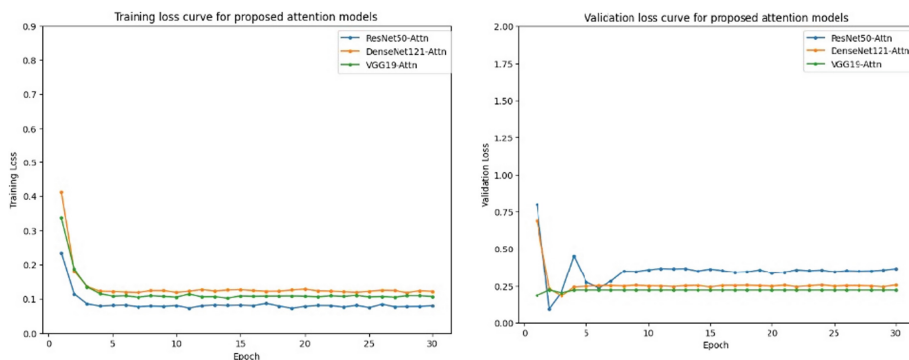 Training loss curve for proposed attention models
0.9
0.8
0.7
0.6
0.5
0.4
0.3
0.2
0.1
0.0
Training Loss
0 5 10 15 20 25 30
Epoch
ResNet50-Attn
DenseNet121-Attn
VGG19-Attn
Valication loss curve for proposed attention models
2.00
1.75
1.50
1.25
1.00
0.75
0.50
0.25
0.00
Validation Loss
0 5 10 15 20 25 30
Epoch
ResNet50-Attn
DenseNet121-Attn
VGG19-Attn